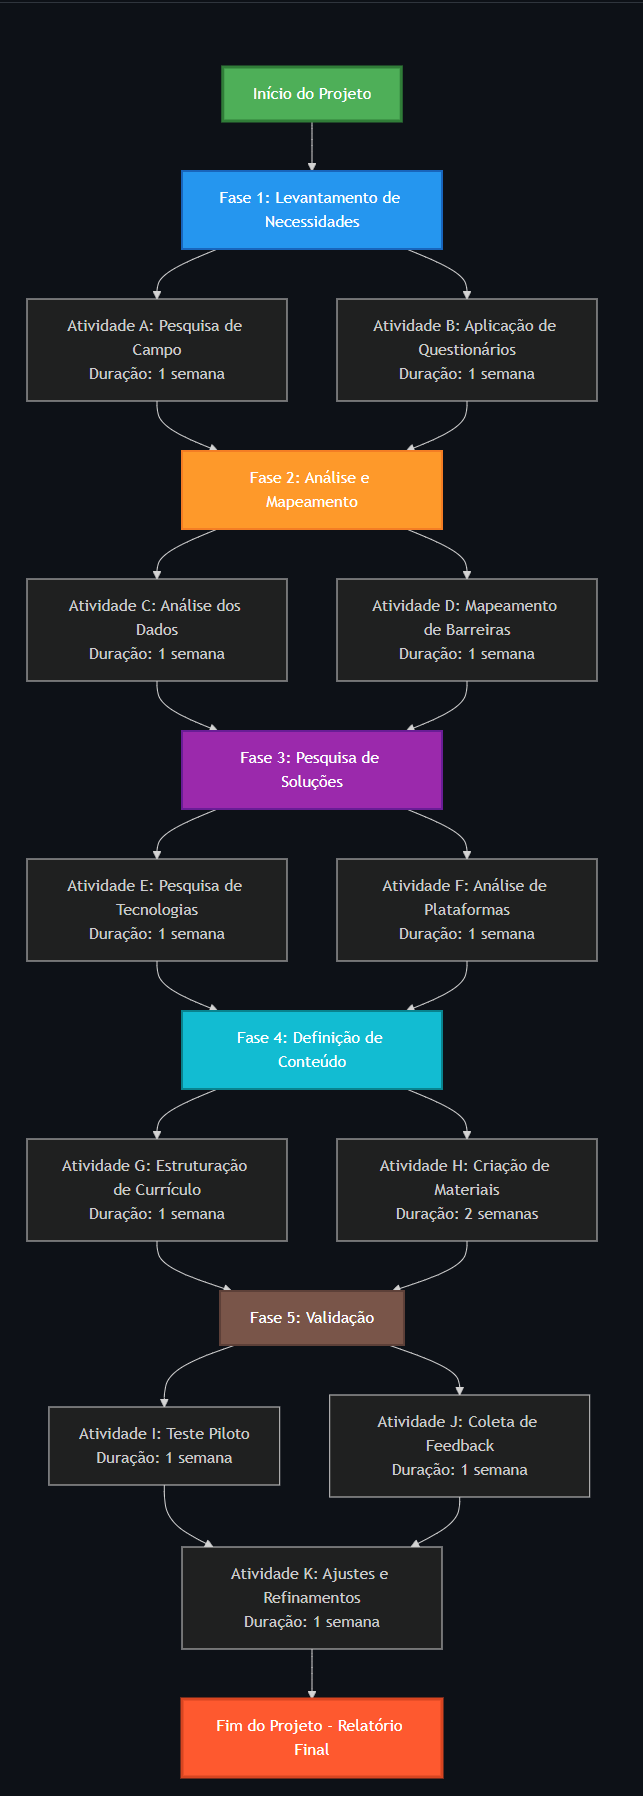 Início do Projeto
Fase 1: Levantamento de
Necessidades
Atividade A: Pesquisa de
Campo
Duração: 1 semana
Atividade B: Aplicação de
Questionários
Duração: 1 semana
Fase 2: Análise e
Mapeamento
Atividade C: Análise dos
Dados
Duração: 1 semana
Atividade D: Mapeamento
de Barreiras
Duração: 1 semana
Fase 3: Pesquisa de
Soluções
Atividade E: Pesquisa de
Tecnologias
Duração: 1 semana
Atividade F: Análise de
Plataformas
Duração: 1 semana
Fase 4: Definição de
Conteúdo
Atividade G: Estruturação
de Currículo
Duração: 1 semana
Atividade H: Criação de
Materiais
Duração: 2 semanas
Fase 5: Validação
Atividade I: Teste Piloto
Duração: 1 semana
Atividade J: Coleta de
Feedback
Duração: 1 semana
Atividade K: Ajustes e
Refinamentos
Duração: 1 semana
Fim do Projeto - Relatório
Final